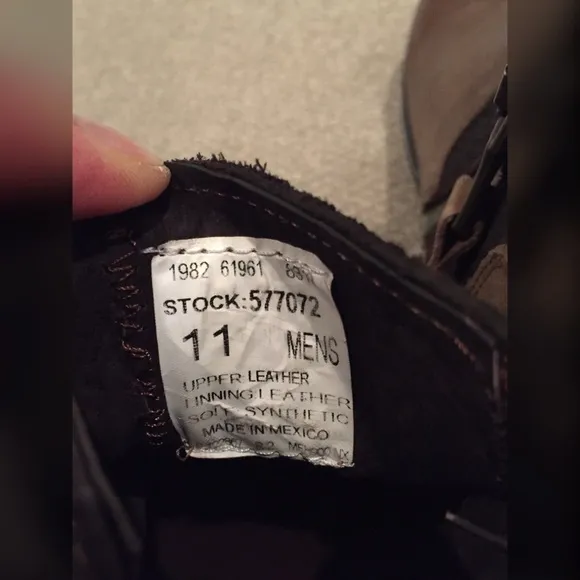 1982 61961
STOCK:577072
11 MENS
UPPER LEATHER
LINNING LEATHER
SOLE SYNTHETIC
MADE IN MEXICO